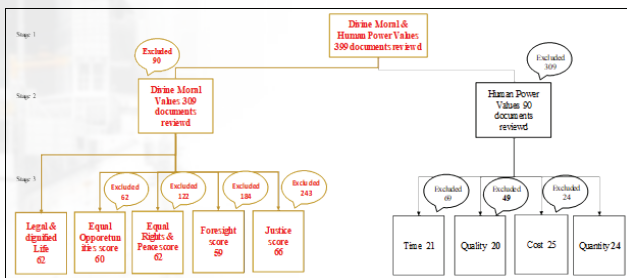 Stage 1
Divine Moral &
Human Power Values
399 documents reviewd
Excluded
90
Excluded
309
Stage 2
Divine Moral
Values 309
documents
reviewd
Human Power
Values 90
documents
reviewd
Stage 3
Excluded
62
Excluded
122
Excluded
184
Excluded
243
Excluded
69
Excluded
49
Excluded
24
Legal &
dignified Life
62
Equal
Opporetun
ities score
60
Equal
Rights &
Peace score
62
Foresight
score
59
Justice
score
66
Time 21
Quality 20
Cost 25
Quantity 24